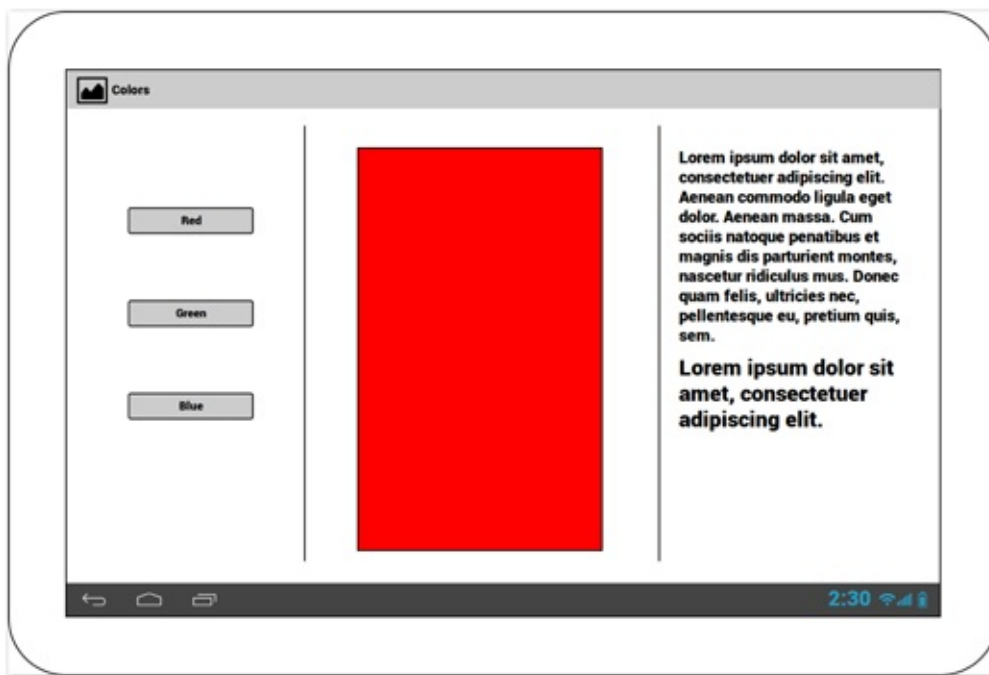 Colors
Red
Green
Blue
Lorem ipsum dolor sit amet,
consectetuer adipiscing elit.
Aenean commodo ligula eget
dolor. Aenean massa. Cum
sociis natoque penatibus et
magnis dis parturient montes,
nascetur ridiculus mus. Donec
quam felis, ultricies nec,
pellentesque eu, pretium quis,
sem.
Lorem ipsum dolor sit
amet, consectetuer
adipiscing elit.
2:30